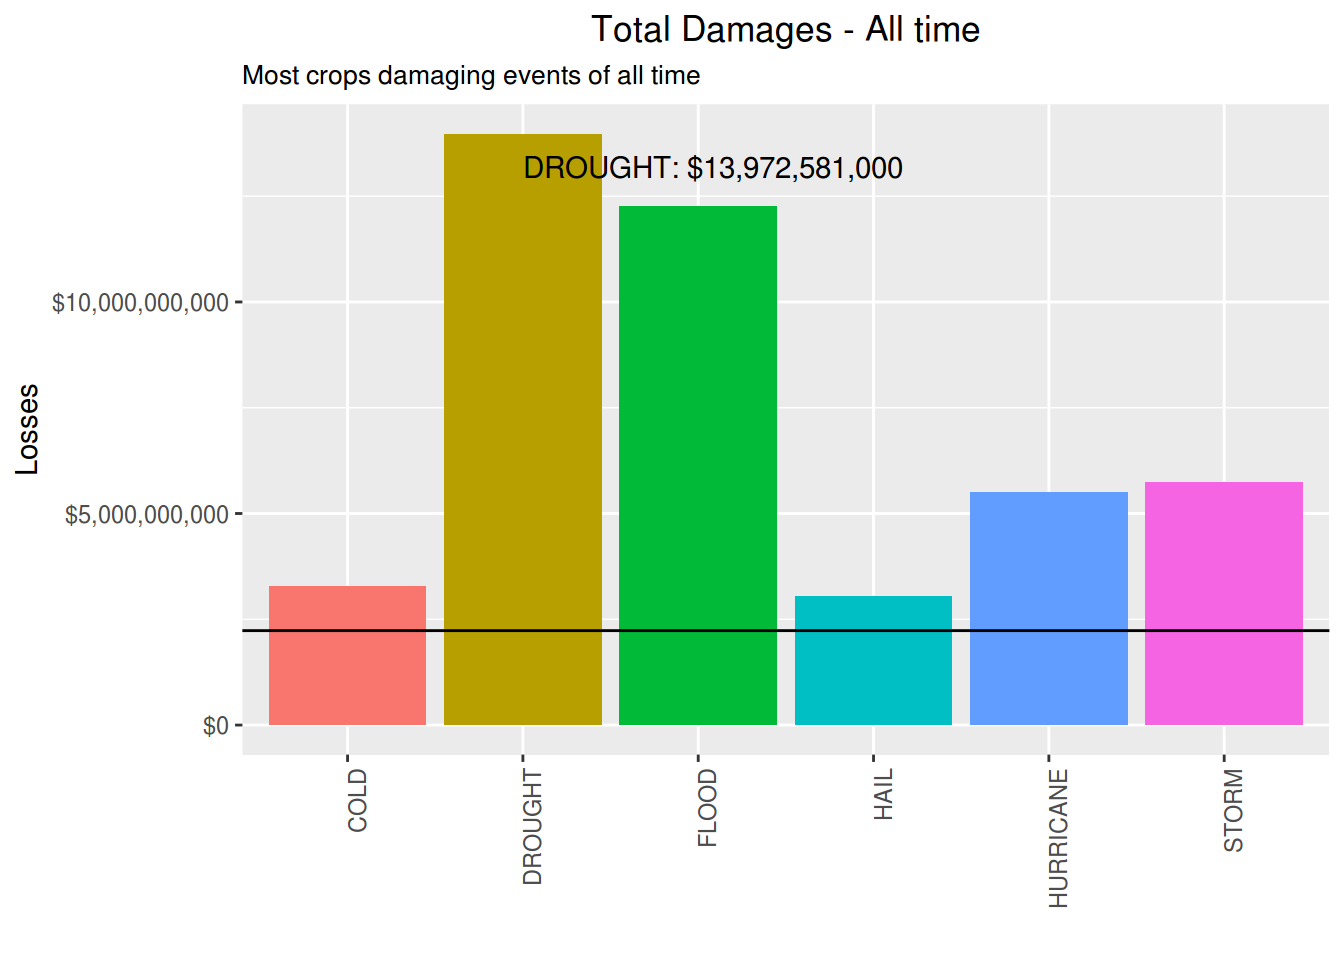 Total Damages - All time
Most crops damaging events of all time
DROUGHT: $13,972,581,000
$10,000,000,000
$5,000,000,000
$0
Losses
COLD
DROUGHT
FLOOD
HAIL
HURRICANE
STORM